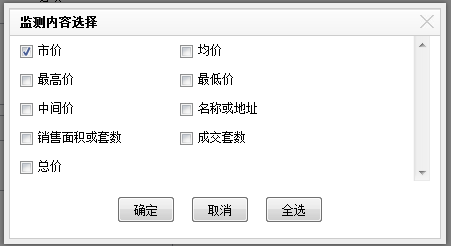 监测内容选择
市价 均价
最高价 最低价
中间价 名称或地址
销售面积或套数 成交套数
总价
确定 取消 全选